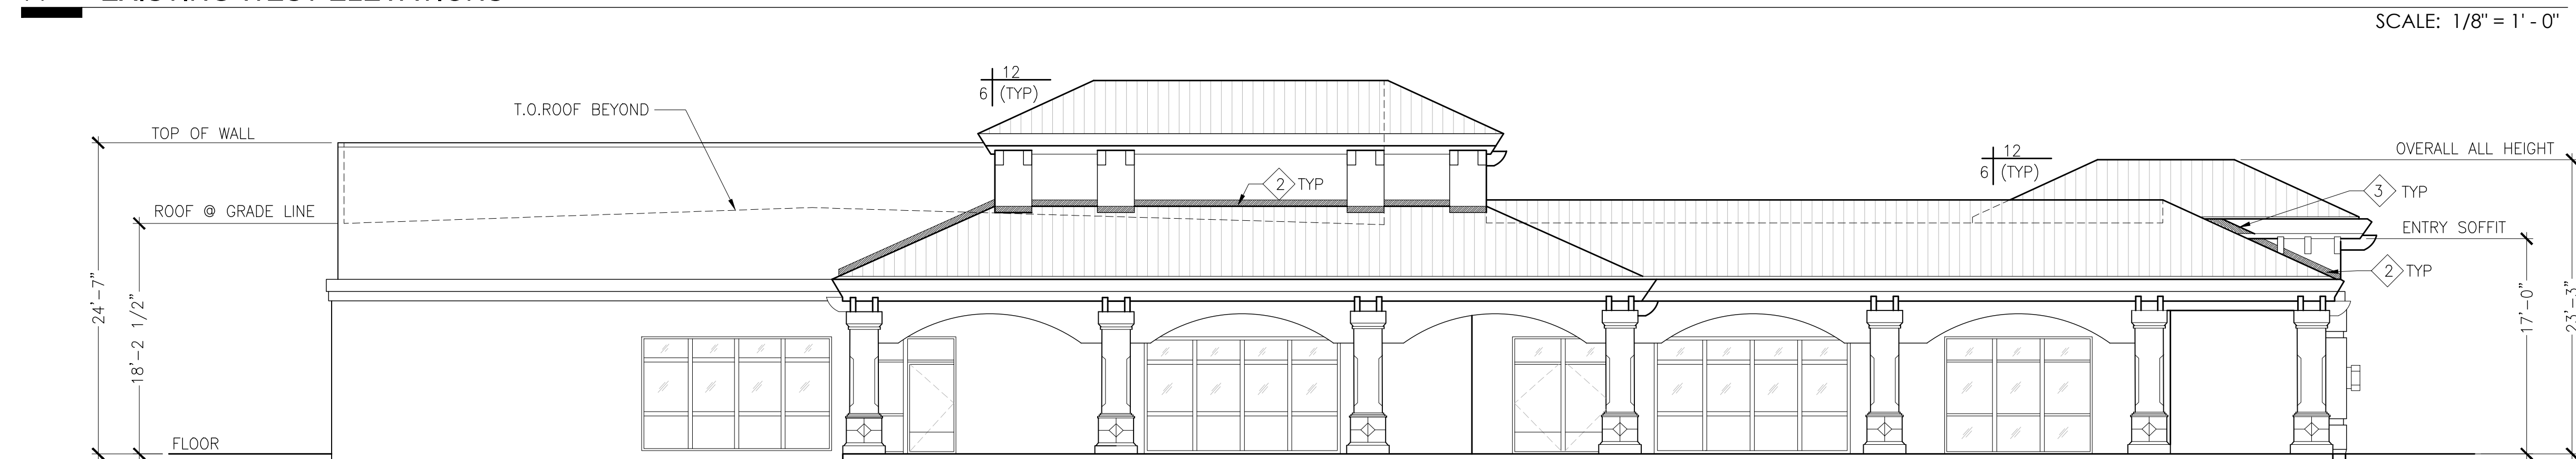 SCALE: 1/8" = 1' - 0"
12
6 (TYP)
T.O.ROOF BEYOND
TOP OF WALL
12
6 (TYP)
OVERALL ALL HEIGHT
2 TYP
3 TYP
ROOF @ GRADE LINE
ENTRY SOFFIT
2 TYP
24'-7"
18'-2 1/2"
17'-0"
23'-3"
FLOOR